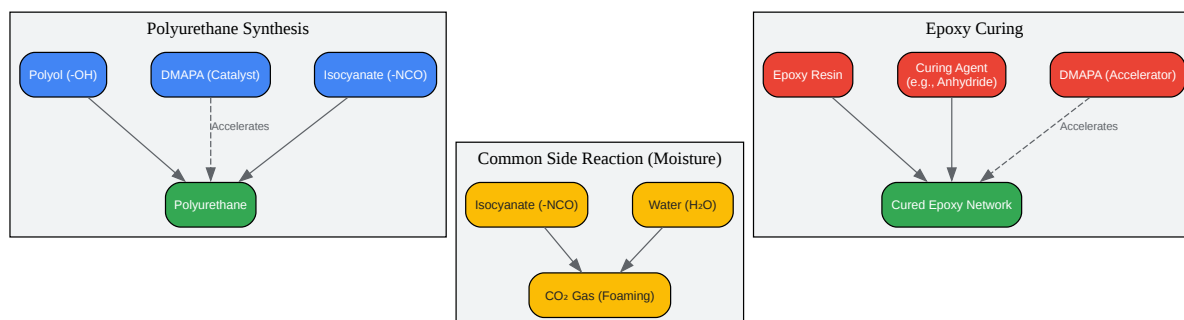 Polyurethane Synthesis
Polyol (-OH)
DMAPA (Catalyst)
Isocyanate (-NCO)
Accelerates
Polyurethane
Common Side Reaction (Moisture)
Isocyanate (-NCO)
Water (H₂O)
CO₂ Gas (Foaming)
Epoxy Curing
Epoxy Resin
Curing Agent
(e.g., Anhydride)
DMAPA (Accelerator)
Accelerates
Cured Epoxy Network